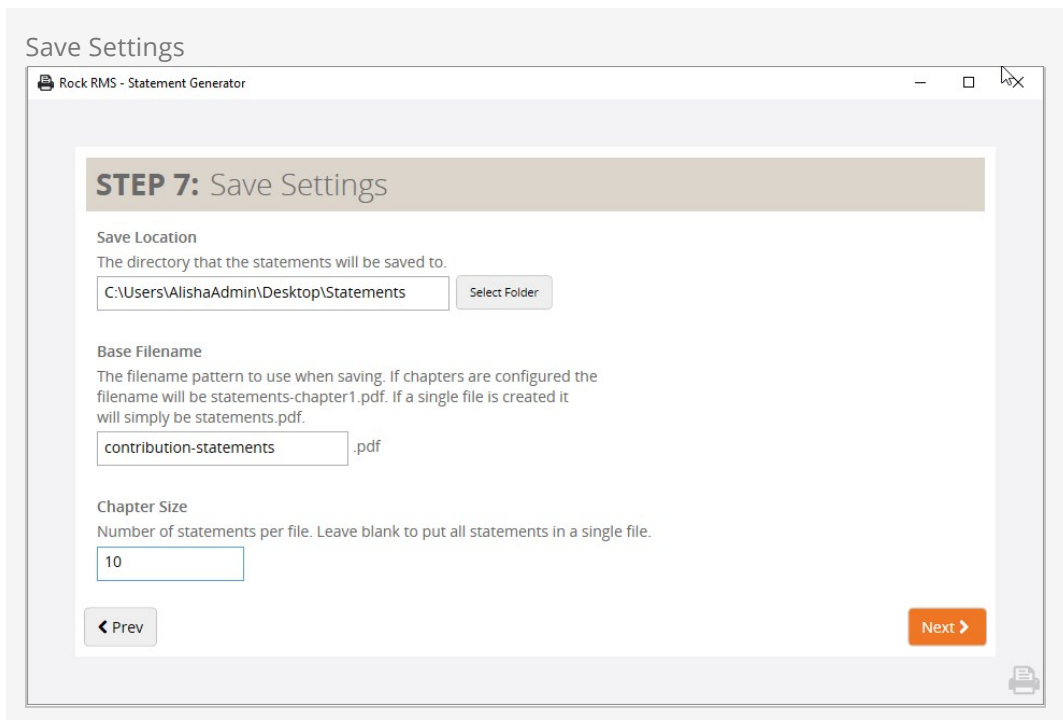 Save Settings
Rock RMS - Statement Generator
STEP 7: Save Settings
Save Location
The directory that the statements will be saved to.
C:\Users\AlishaAdmin\Desktop\Statements
Select Folder
Base Filename
The filename pattern to use when saving. If chapters are configured the
filename will be statements-chapter1.pdf. If a single file is created it
will simply be statements.pdf.
contribution-statements .pdf
Chapter Size
Number of statements per file. Leave blank to put all statements in a single file.
10
Prev
Next